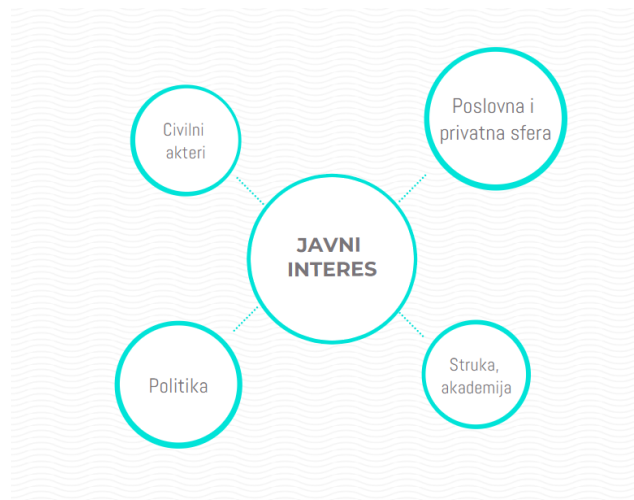 Civilni
akteri
Poslovna i
privatna sfera
JAVNI
INTERES
Politika
Struka,
akademija